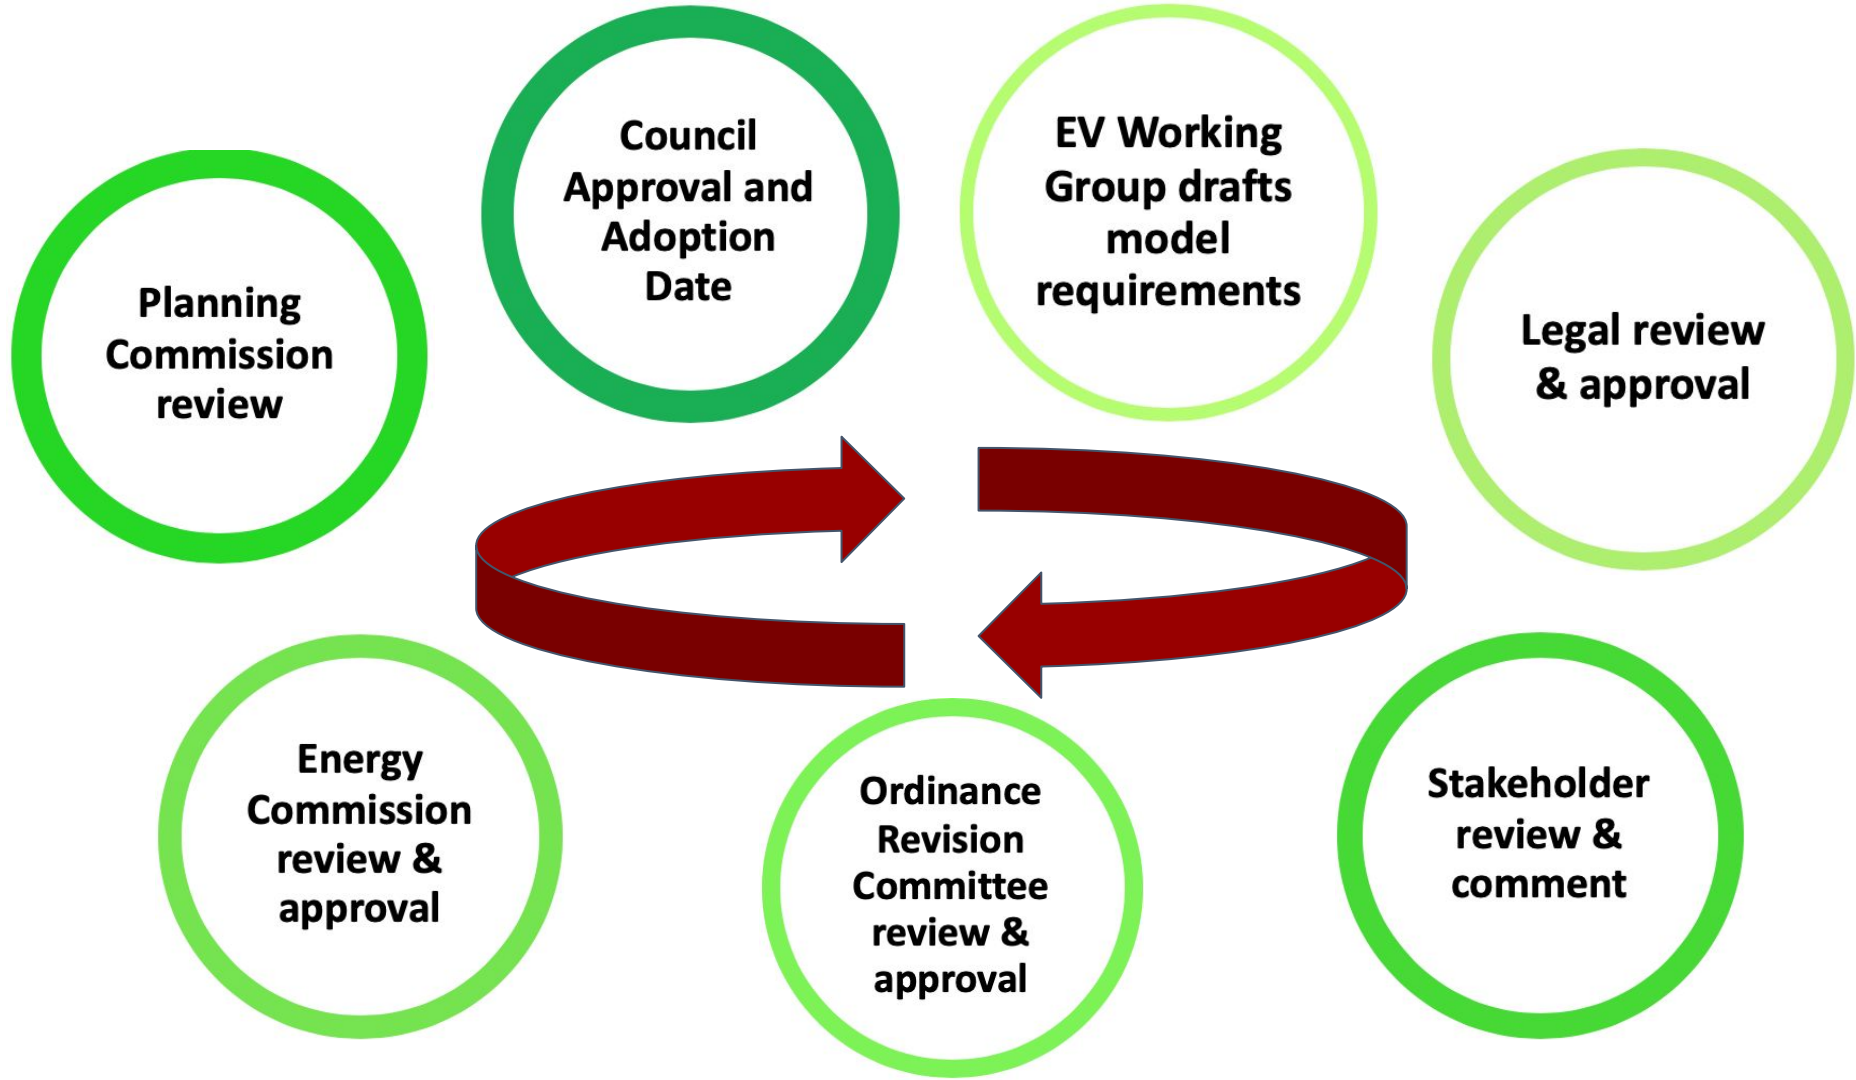 Council
Approval and
Adoption
Date
EV Working
Group drafts
model
requirements
Planning
Commission
review
Legal review
& approval
Energy
Commission
review &
approval
Ordinance
Revision
Committee
review &
approval
Stakeholder
review &
comment